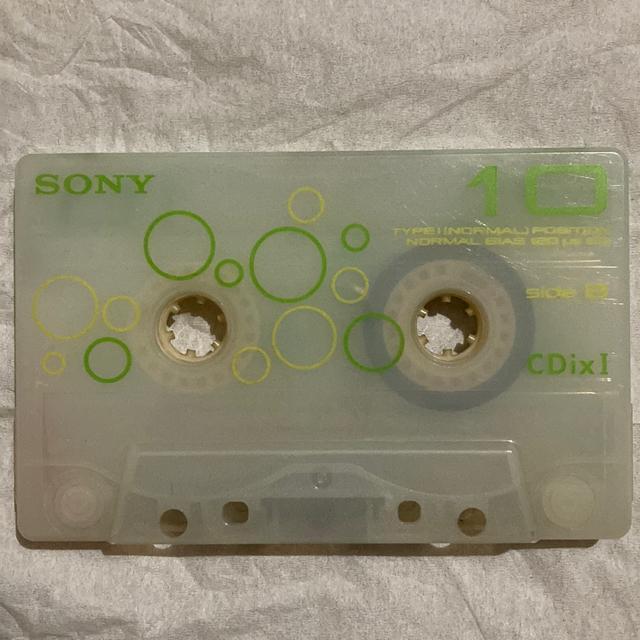 SONY
10
TYPE I (NORMAL) POSITION
NORMAL BIAS 120 μs EQ
side B
CDixI